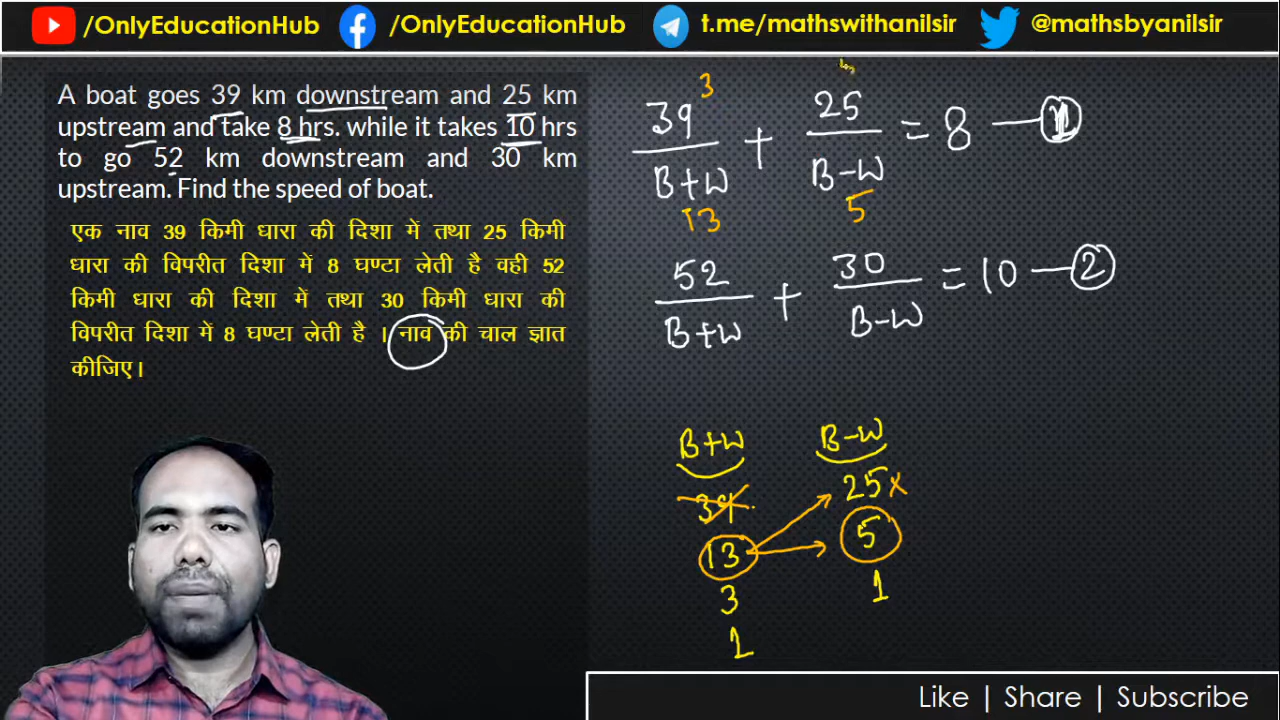 /OnlyEducationHub /OnlyEducationHub t.me/mathswithanilsir @mathsbyanilsir
A boat goes 39 km downstream and 25 km
upstream and take 8 hrs. while it takes 10 hrs
to go 52 km downstream and 30 km
upstream. Find the speed of boat.
एक नाव 39 किमी धारा की दिशा में तथा 25 किमी
धारा की विपरीत दिशा में 8 घण्टा लेती है वही 52
किमी धारा की दिशा में तथा 30 किमी धारा की
विपरीत दिशा में 8 घण्टा लेती है । नाव की चाल ज्ञात
कीजिए।
3
39 + 25 = 8 — 1
B+W B-W
13 5
52 + 30 = 10 — 2
B+W B-W
B+W B-W
39 25 x
13 5
3 1
1
Like | Share | Subscribe